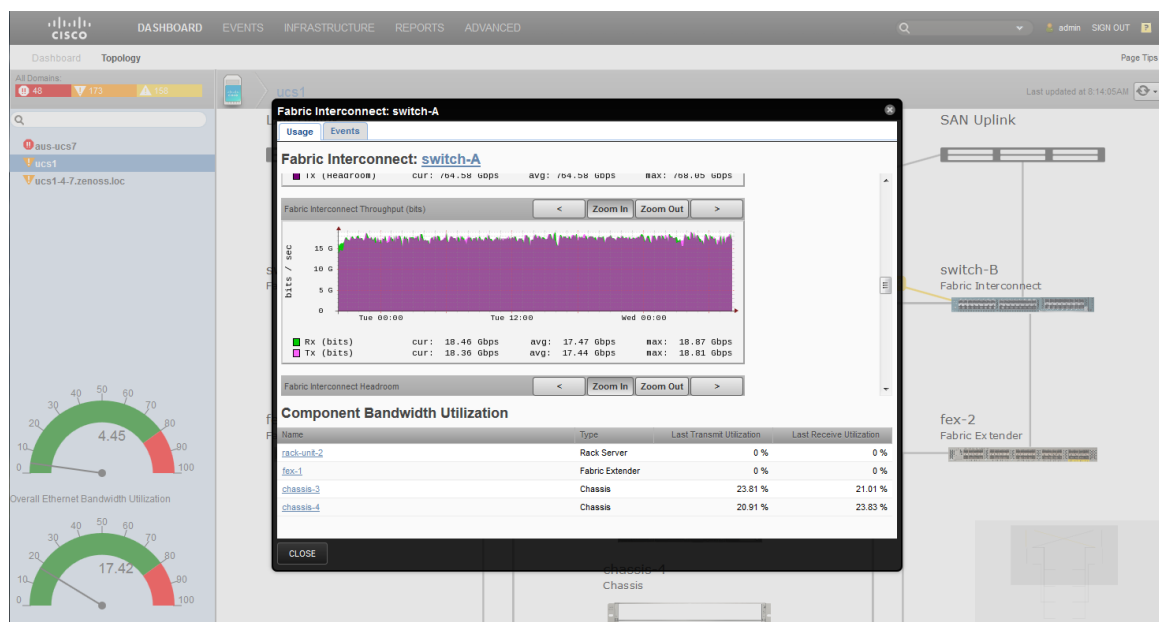 CISCO DASHBOARD EVENTS INFRASTRUCTURE REPORTS ADVANCED admin SIGN OUT ?
Dashboard Topology Page Tips
All Domains:
48 173 156
ucs1
Last updated at 8:14:05AM
aus-ucs7
ucs1
ucs1-4-7.zenoss.loc
Fabric Interconnect: switch-A
Usage Events
Fabric Interconnect: switch-A
Tx (Headroom) cur: 764.58 Gbps avg: 764.58 Gbps max: 768.05 Gbps
Fabric Interconnect Throughput (bits) < Zoom In Zoom Out >
bits / sec
15 G
10 G
5 G
0
Tue 00:00 Tue 12:00 Wed 00:00
Rx (bits) cur: 18.46 Gbps avg: 17.47 Gbps max: 18.87 Gbps
Tx (bits) cur: 18.36 Gbps avg: 17.44 Gbps max: 18.81 Gbps
Fabric Interconnect Headroom < Zoom In Zoom Out >
Component Bandwidth Utilization
Name Type Last Transmit Utilization Last Receive Utilization
rack-unit-2 Rack Server 0 % 0 %
fex-1 Fabric Extender 0 % 0 %
chassis-3 Chassis 23.81 % 21.01 %
chassis-4 Chassis 20.91 % 23.83 %
CLOSE
SAN Uplink
switch-B
Fabric Interconnect
fex-2
Fabric Extender
chassis-4
Chassis
0 10 20 30 40 50 60 70 80 90 100
4.45
Overall Ethernet Bandwidth Utilization
0 10 20 30 40 50 60 70 80 90 100
17.42